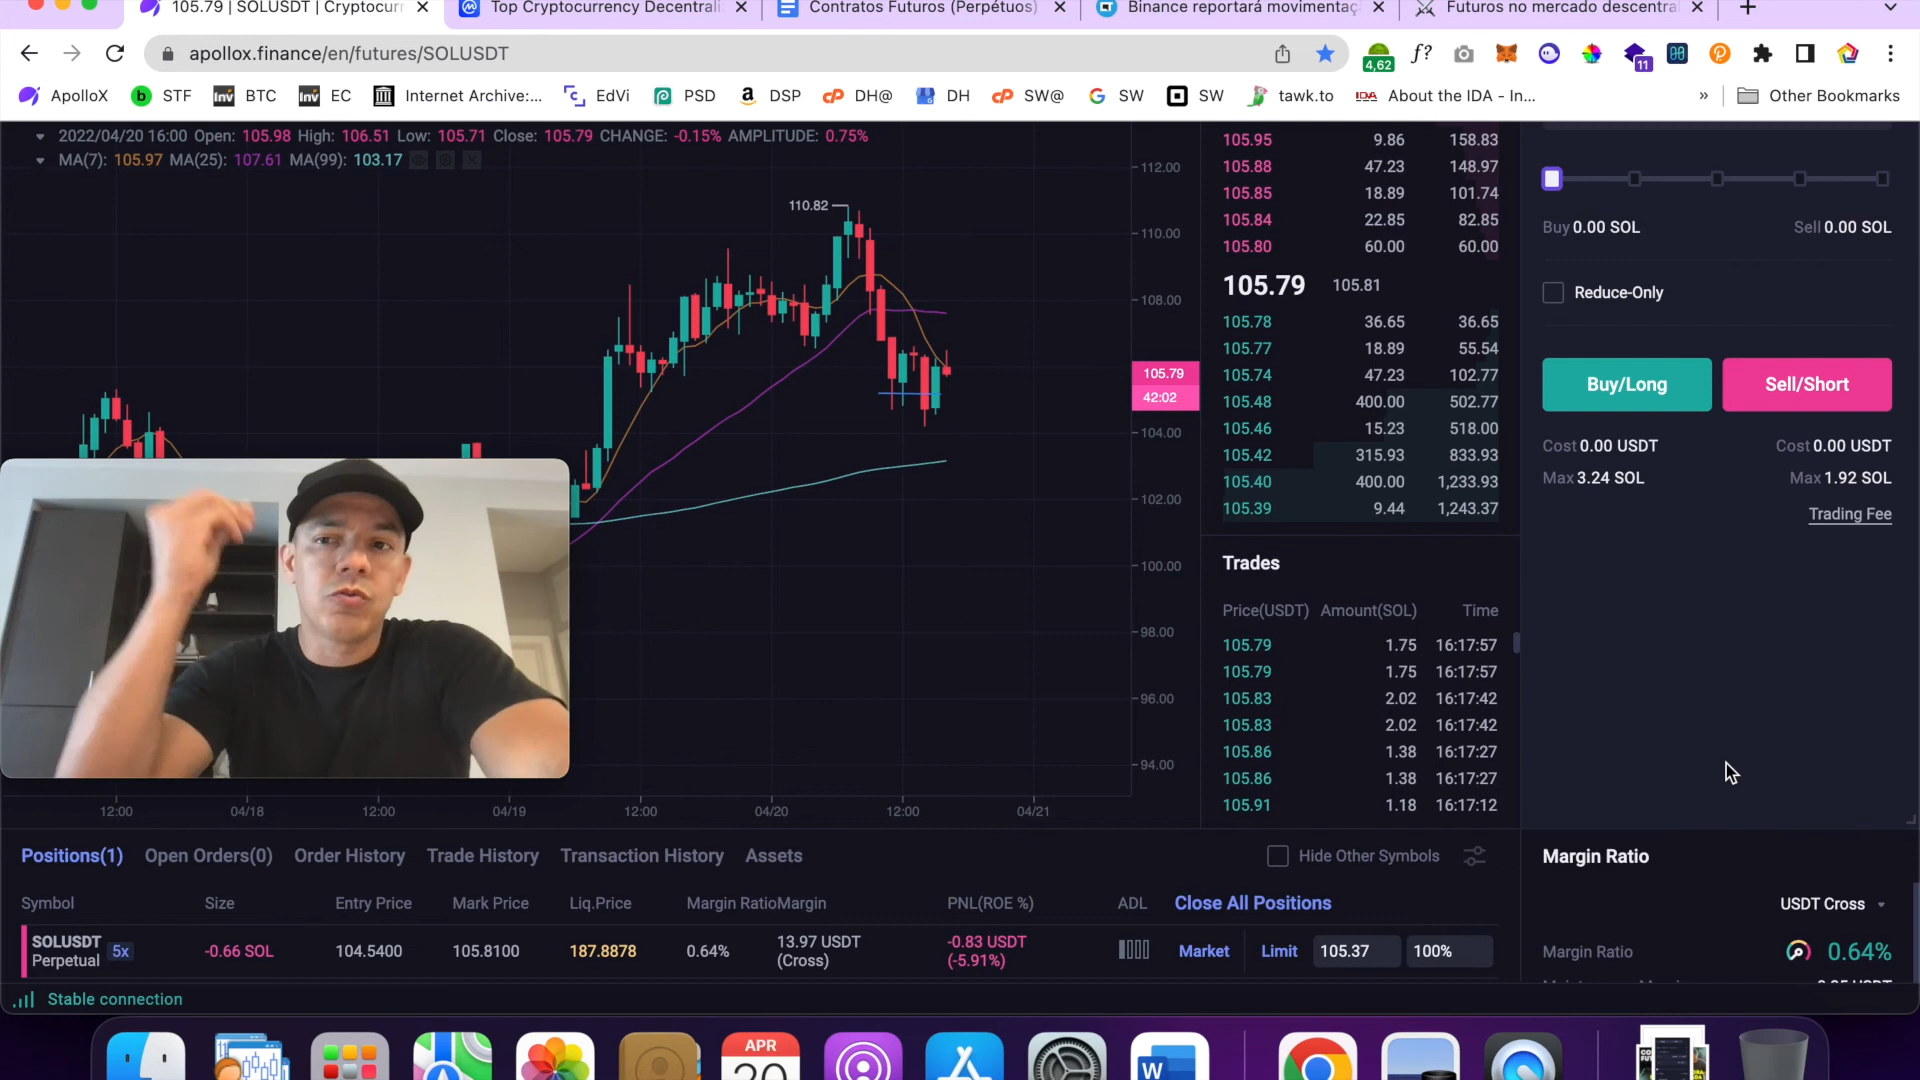 105.79 | SOLUSDT | Cryptocurr
Top Cryptocurrency Decentrali
Contratos Futuros (Perpétuos)
Binance reportará movimentaç
Futuros no mercado descentra
apollox.finance/en/futures/SOLUSDT
4,62
f?
11
ApolloX
STF
BTC
EC
Internet Archive:...
EdVi
PSD
DSP
DH@
DH
SW@
SW
SW
tawk.to
IDA
About the IDA - In...
»
Other Bookmarks
2022/04/20 16:00 Open: 105.98 High: 106.51 Low: 105.71 Close: 105.79 CHANGE: -0.15% AMPLITUDE: 0.75%
MA(7): 105.97 MA(25): 107.61 MA(99): 103.17
110.82
112.00
110.00
108.00
105.79
42:02
104.00
102.00
100.00
98.00
96.00
94.00
12:00 04/18 12:00 04/19 12:00 04/20 12:00 04/21
105.95 9.86 158.83
105.88 47.23 148.97
105.85 18.89 101.74
105.84 22.85 82.85
105.80 60.00 60.00
105.79 105.81
105.78 36.65 36.65
105.77 18.89 55.54
105.74 47.23 102.77
105.48 400.00 502.77
105.46 15.23 518.00
105.42 315.93 833.93
105.40 400.00 1,233.93
105.39 9.44 1,243.37
Trades
Price(USDT) Amount(SOL) Time
105.79 1.75 16:17:57
105.79 1.75 16:17:57
105.83 2.02 16:17:42
105.83 2.02 16:17:42
105.86 1.38 16:17:27
105.86 1.38 16:17:27
105.91 1.18 16:17:12
Buy 0.00 SOL Sell 0.00 SOL
Reduce-Only
Buy/Long Sell/Short
Cost 0.00 USDT Cost 0.00 USDT
Max 3.24 SOL Max 1.92 SOL
Trading Fee
Positions(1) Open Orders(0) Order History Trade History Transaction History Assets
Hide Other Symbols
Symbol Size Entry Price Mark Price Liq.Price Margin Ratio Margin PNL(ROE %) ADL Close All Positions
SOLUSDT
Perpetual
5x
-0.66 SOL 104.5400 105.8100 187.8878 0.64%
13.97 USDT
(Cross)
-0.83 USDT
(-5.91%)
Market Limit 105.37 100%
Margin Ratio
USDT Cross
Margin Ratio 0.64%
Stable connection
APR
20
W